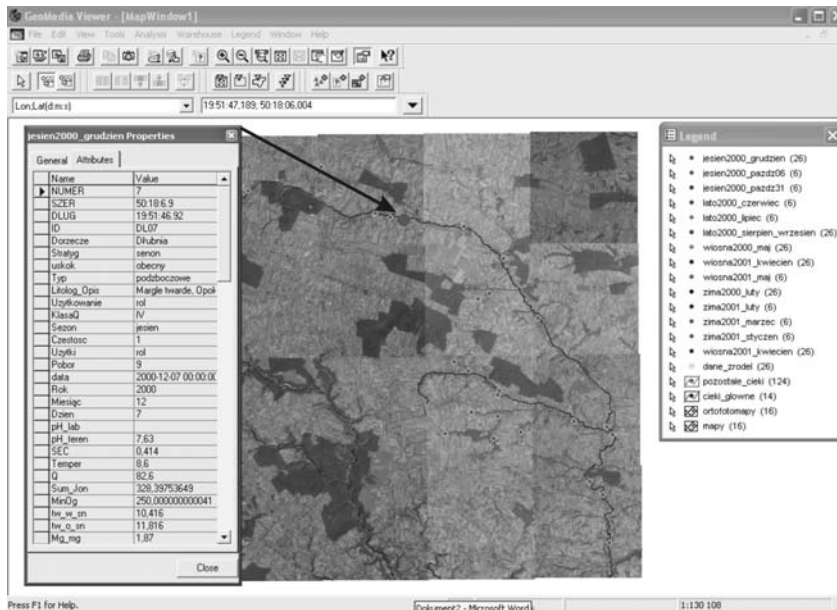 GeoMedia Viewer - [MapWindow1]
File Edit View Tools Analysis Warehouse Legend Window Help
Lon,Lat(d:m:s) 19:51:47,189; 50:18:06,004
jesien2000_grudzien Properties
General Attributes
Name Value
NUMER 7
SZER 50:18:6.9
DLUG 19:51:46.92
ID DL07
Dorzecze Dłubnia
Stratyg senon
uskok obecny
Typ podzboczowe
Litolog_Opis Margle twarde, Opok
Uzytkowanie rol
KlasaQ IV
Sezon jesien
Czestosc 1
Uzytki rol
Pobor 9
data 2000-12-07 00:00:00
Rok 2000
Miesiąc 12
Dzien 7
pH_lab
pH_teren 7,63
SEC 0,414
Temper 8,6
Q 82,6
Sum_Jon 328,39753649
MinOg 250,000000000041
tw_w_sn 10,416
tw_o_sn 11,816
Mg_mg 1,87
Close
Legend
jesien2000_grudzien (26)
jesien2000_pazdz06 (6)
jesien2000_pazdz31 (6)
lato2000_czerwiec (6)
lato2000_lipiec (6)
lato2000_sierpien_wrzesien (26)
wiosna2000_maj (26)
wiosna2001_kwiecien (26)
wiosna2001_maj (6)
zima2000_luty (26)
zima2001_luty (6)
zima2001_marzec (6)
zima2001_styczen (6)
wiosna2001_kwiecien (26)
dane_zrodel (26)
pozostale_cieki (124)
cieki_glowne (14)
ortofotomapy (16)
mapy (16)
Press F1 for Help.
Dokument2 - Microsoft Word
1:130 108